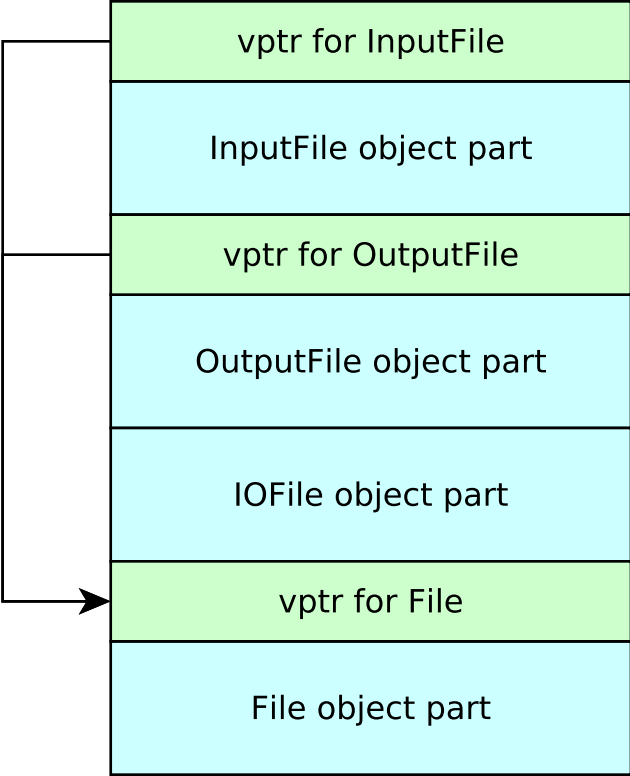 vptr for InputFile
InputFile object part
vptr for OutputFile
OutputFile object part
IOFile object part
vptr for File
File object part